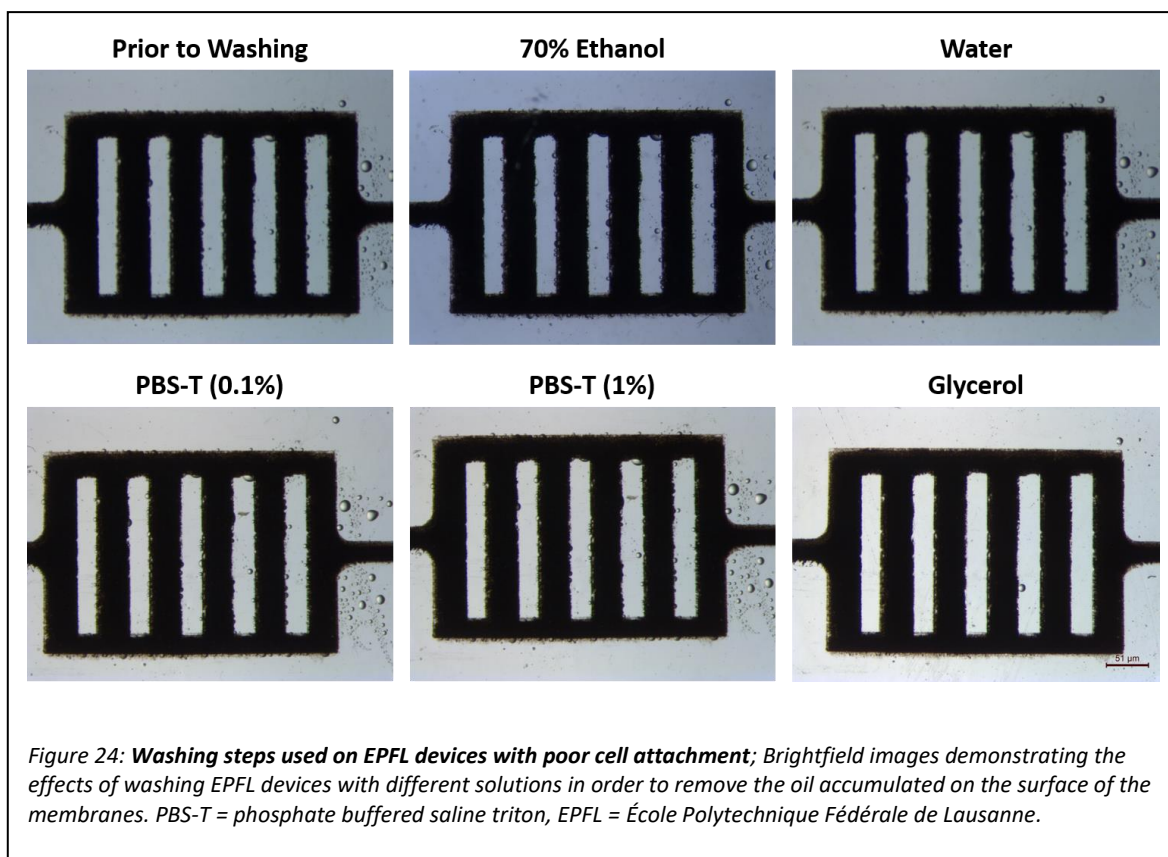 Prior to Washing
70% Ethanol
Water
PBS-T (0.1%)
PBS-T (1%)
Glycerol
51 µm
Figure 24: Washing steps used on EPFL devices with poor cell attachment; Brightfield images demonstrating the
effects of washing EPFL devices with different solutions in order to remove the oil accumulated on the surface of the
membranes. PBS-T = phosphate buffered saline triton, EPFL = École Polytechnique Fédérale de Lausanne.